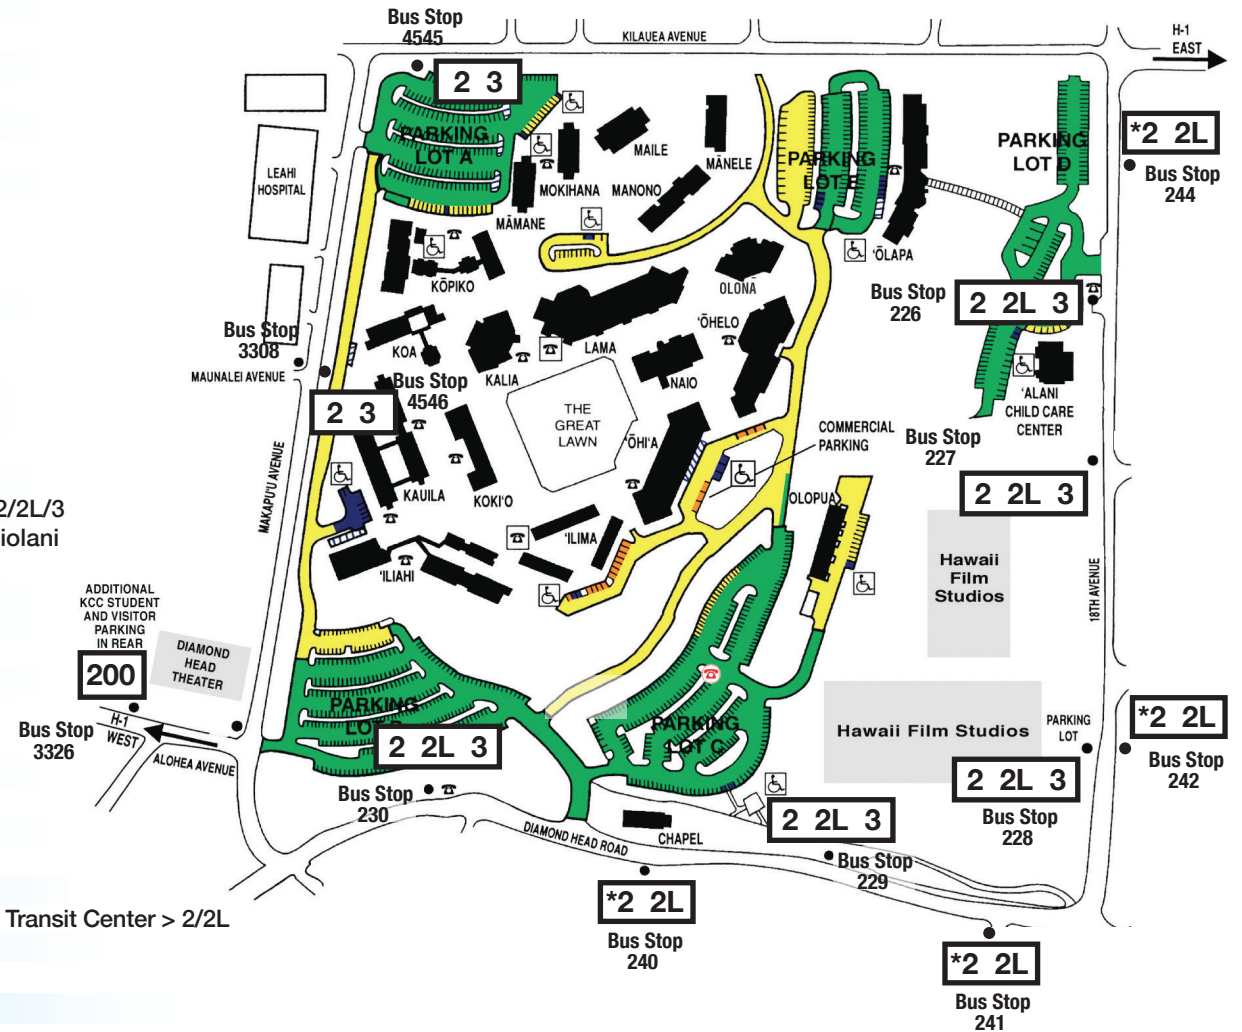 Bus Stop
4545
KILAUEA AVENUE
H-1
EAST
2 3
PARKING
LOT A
LEAHI
HOSPITAL
MAILE
MĀNELE
MOKIHANA
MANONO
MĀMANE
PARKING
LOT E
PARKING
LOT D
*2 2L
Bus Stop
244
ʻŌLAPA
KŌPIKO
OLONĀ
Bus Stop
226
2 2L 3
ʻŌHELO
Bus Stop
3308
MAUNALEI AVENUE
KOA
KALIA
LAMA
NAIO
ʻALANI
CHILD CARE
CENTER
Bus Stop
4546
2 3
THE
GREAT
LAWN
COMMERCIAL
PARKING
Bus Stop
227
2 2L 3
ʻŌHIʻA
MAKAPUʻU AVENUE
KAUILA
KOKIʻO
OLOPUA
2/2L/3
iolani
ʻILIMA
ʻILIAHI
Hawaii
Film
Studios
18TH AVENUE
ADDITIONAL
KCC STUDENT
AND VISITOR
PARKING
IN REAR
200
DIAMOND
HEAD
THEATER
H-1
WEST
Bus Stop
3326
ALOHEA AVENUE
PARKING
LO
2 2L 3
Bus Stop
230
PARKING
LOT C
Hawaii Film Studios
PARKING
LOT
*2 2L
Bus Stop
242
2 2L 3
Bus Stop
228
2 2L 3
Bus Stop
229
CHAPEL
DIAMOND HEAD ROAD
*2 2L
Bus Stop
240
Transit Center > 2/2L
*2 2L
Bus Stop
241